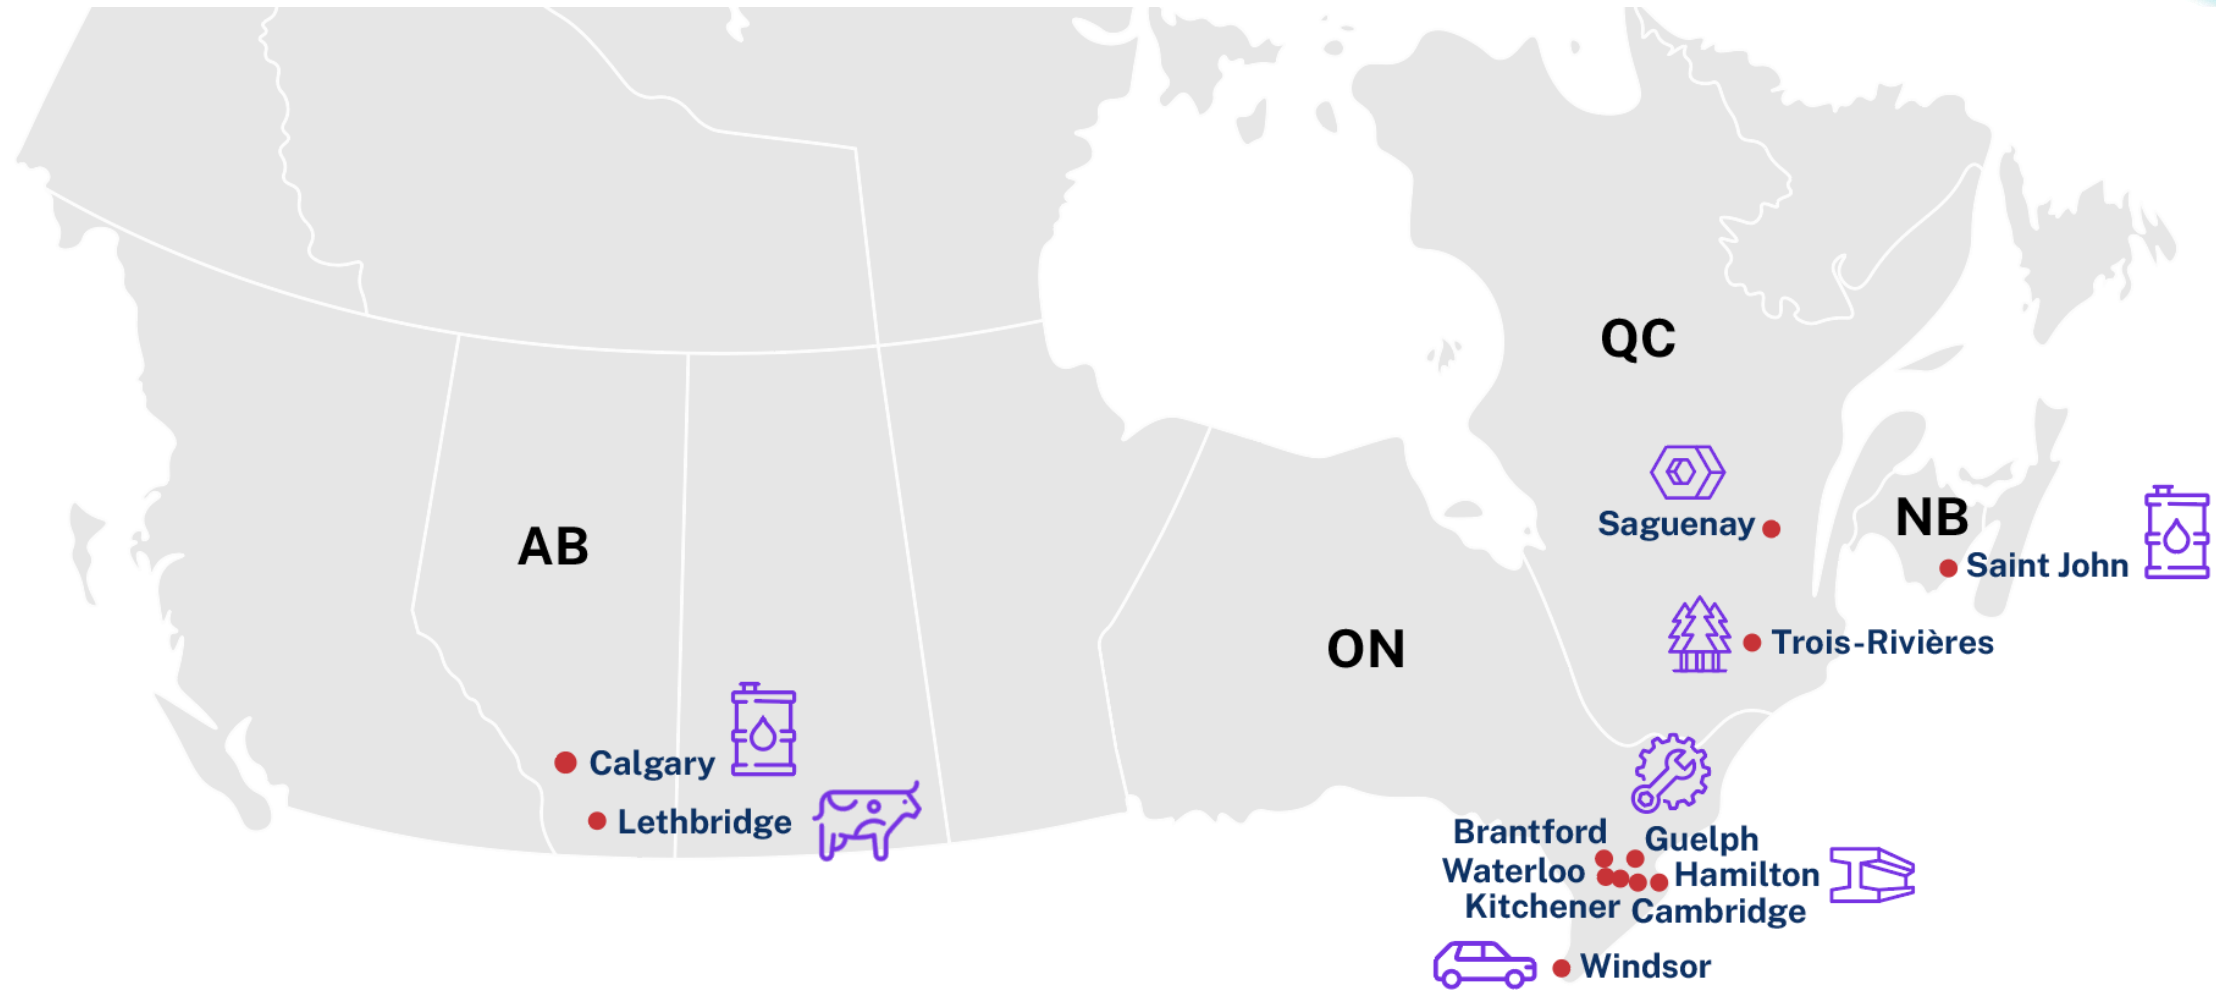 QC
Saguenay
NB
AB
Saint John
ON
Trois-Rivières
Calgary
Lethbridge
Brantford
Guelph
Waterloo
Hamilton
Kitchener
Cambridge
Windsor